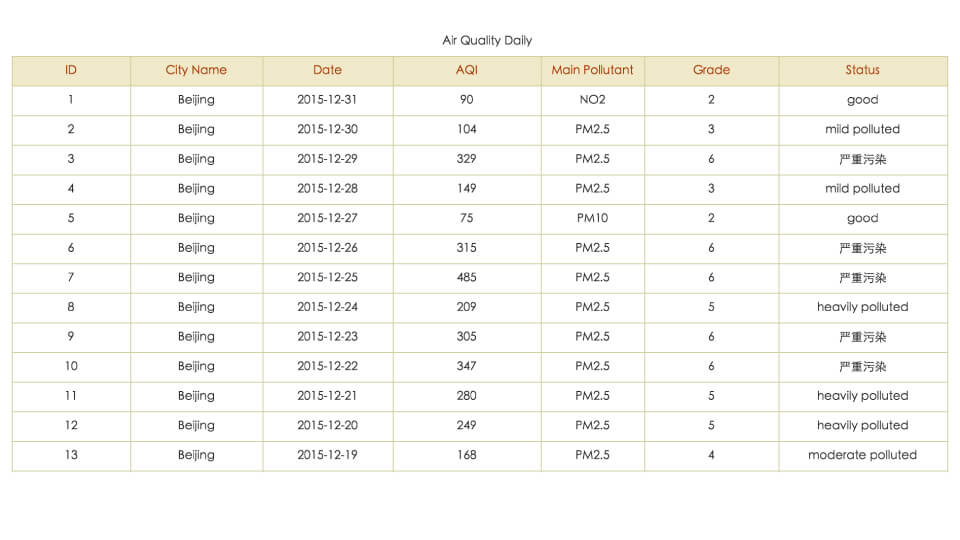 Air Quality Daily
ID City Name Date AQI Main Pollutant Grade Status
1 Beijing 2015-12-31 90 NO2 2 good
2 Beijing 2015-12-30 104 PM2.5 3 mild polluted
3 Beijing 2015-12-29 329 PM2.5 6 严重污染
4 Beijing 2015-12-28 149 PM2.5 3 mild polluted
5 Beijing 2015-12-27 75 PM10 2 good
6 Beijing 2015-12-26 315 PM2.5 6 严重污染
7 Beijing 2015-12-25 485 PM2.5 6 严重污染
8 Beijing 2015-12-24 209 PM2.5 5 heavily polluted
9 Beijing 2015-12-23 305 PM2.5 6 严重污染
10 Beijing 2015-12-22 347 PM2.5 6 严重污染
11 Beijing 2015-12-21 280 PM2.5 5 heavily polluted
12 Beijing 2015-12-20 249 PM2.5 5 heavily polluted
13 Beijing 2015-12-19 168 PM2.5 4 moderate polluted